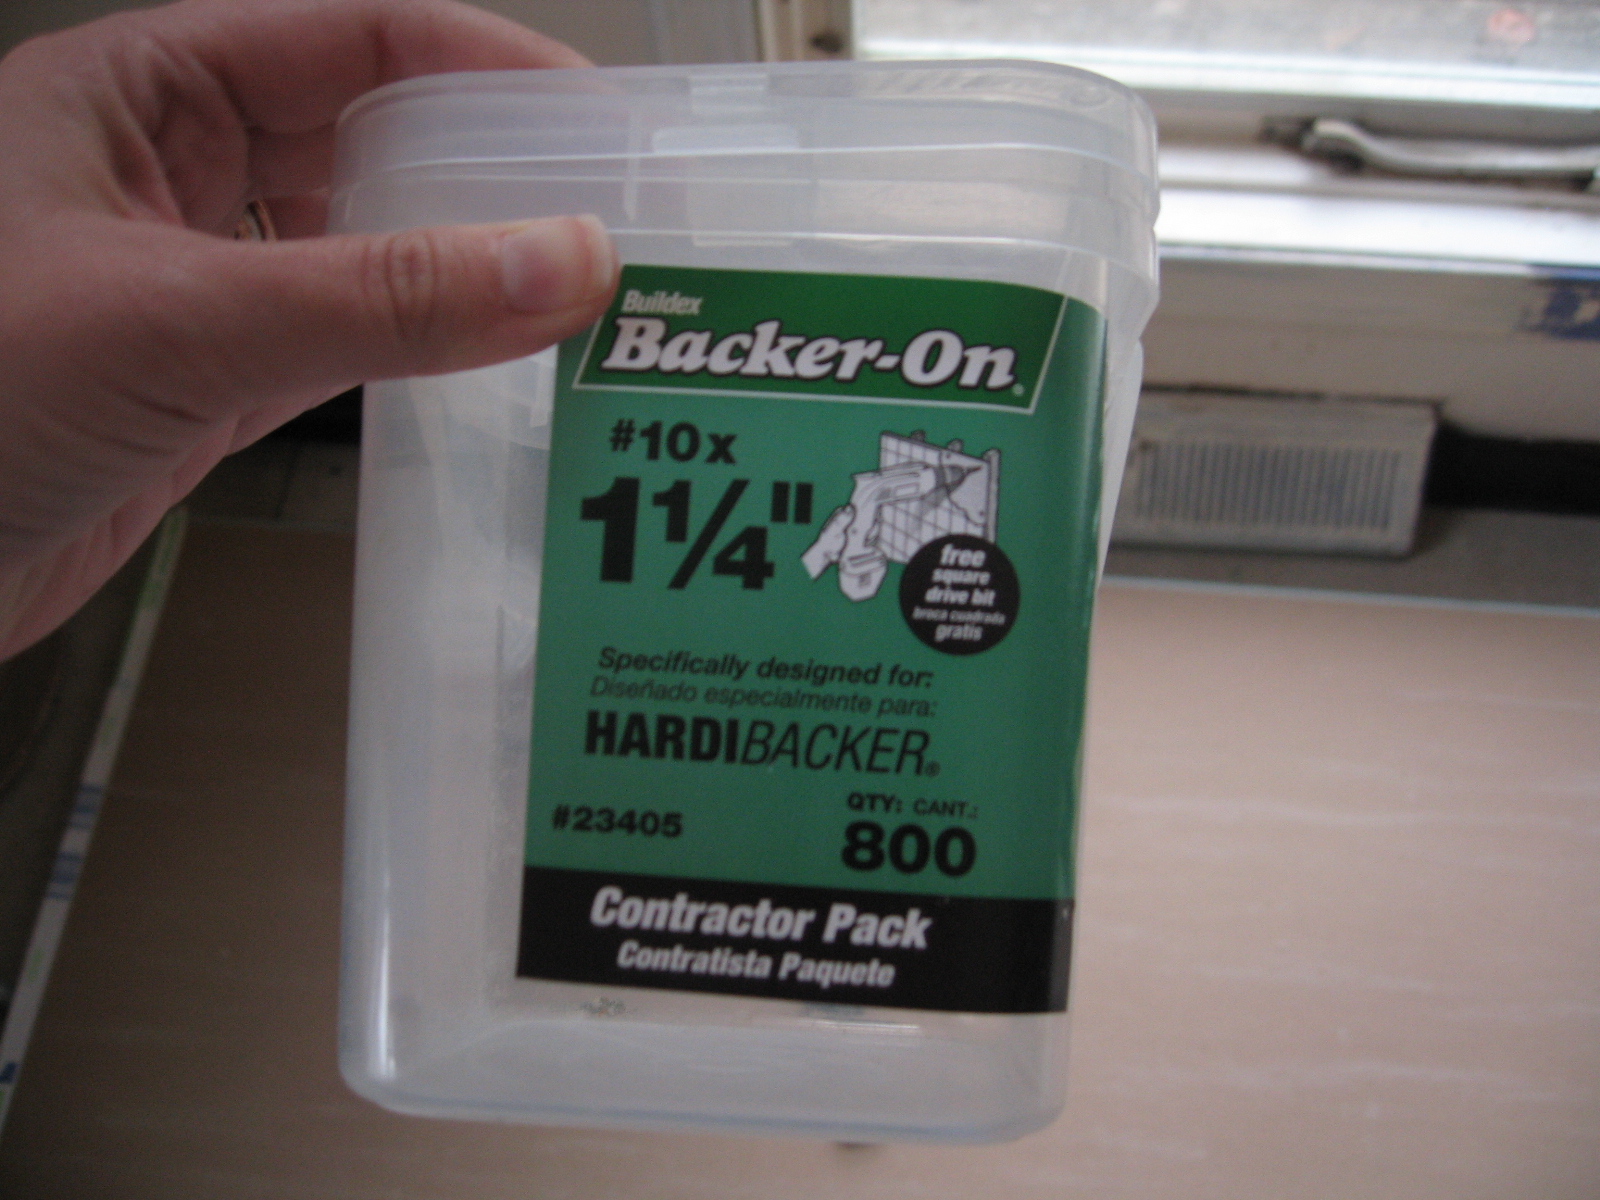 Buildex
Backer-On®
#10x
1¼"
free
square
drive bit
broca cuadrada
gratis
Specifically designed for:
Diseñado especialmente para:
HARDIBACKER®
#23405
QTY: CANT.:
800
Contractor Pack
Contratista Paquete